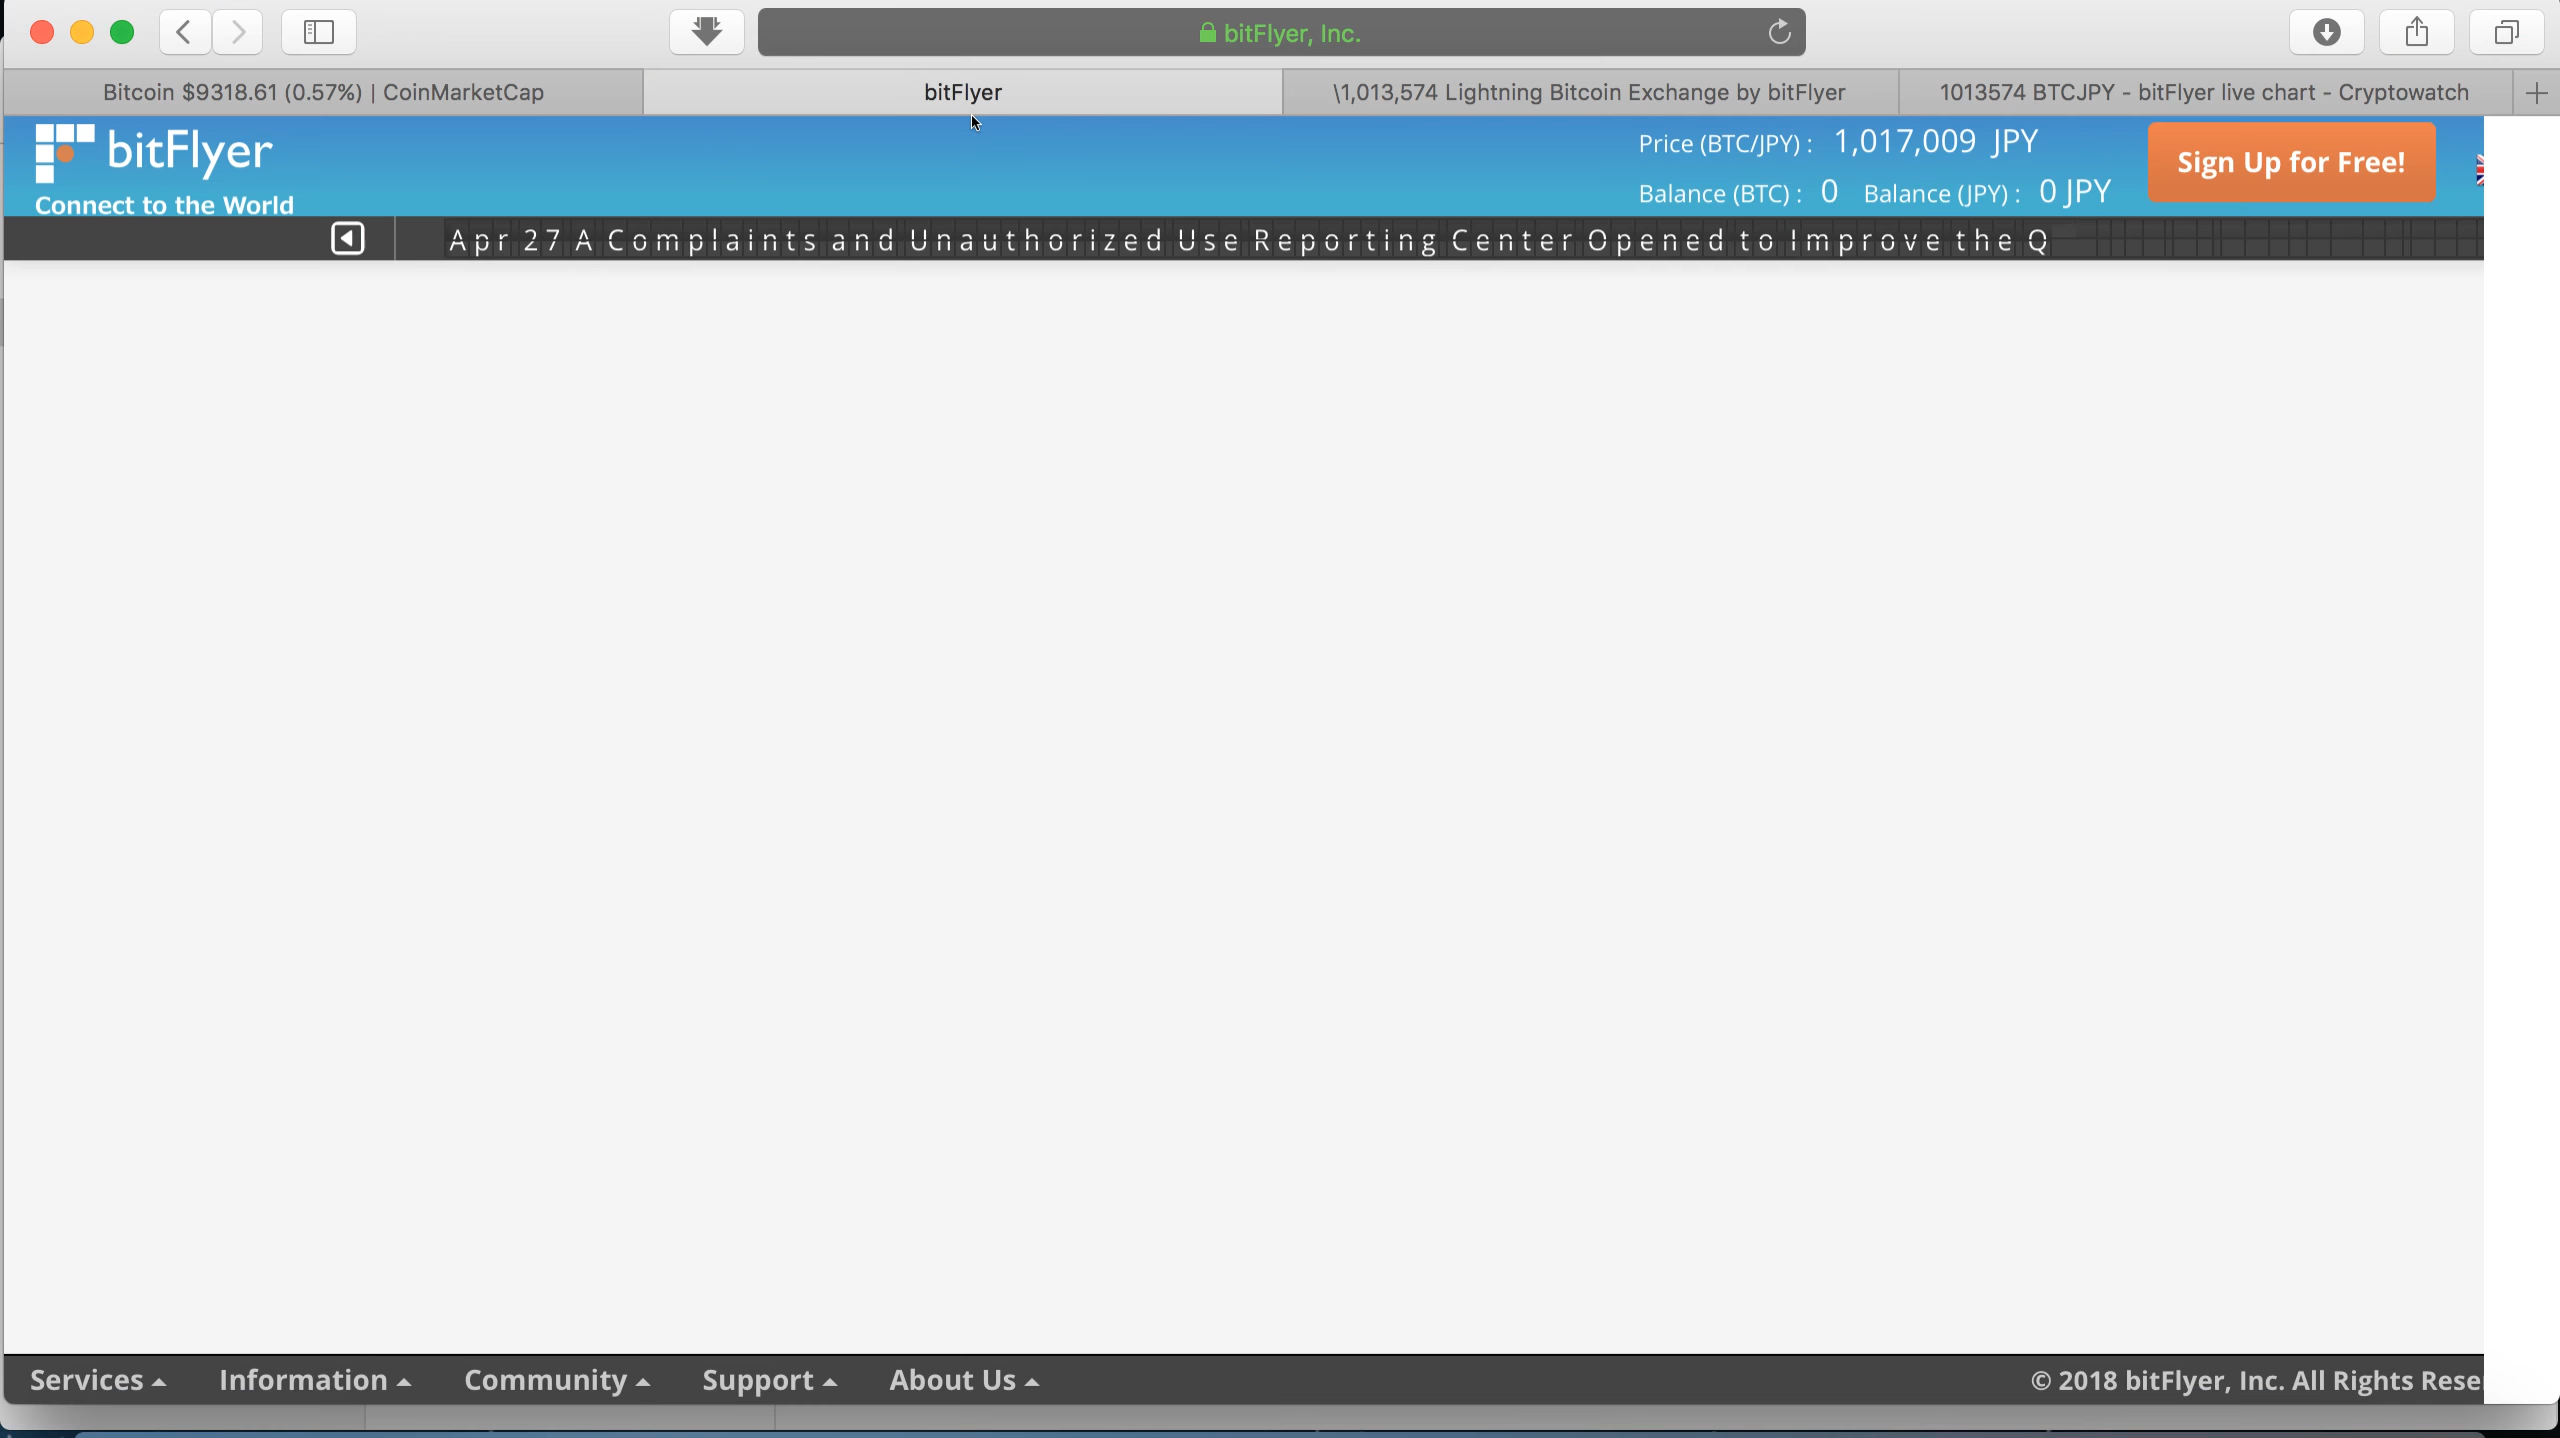 bitFlyer, Inc.
Bitcoin $9318.61 (0.57%) | CoinMarketCap
bitFlyer
\1,013,574 Lightning Bitcoin Exchange by bitFlyer
1013574 BTCJPY - bitFlyer live chart - Cryptowatch
bitFlyer
Connect to the World
Price (BTC/JPY) : 1,017,009 JPY
Balance (BTC) : 0 Balance (JPY) : 0 JPY
Sign Up for Free!
Apr 27 A Complaints and Unauthorized Use Reporting Center Opened to Improve the Q
Services Information Community Support About Us
© 2018 bitFlyer, Inc. All Rights Rese